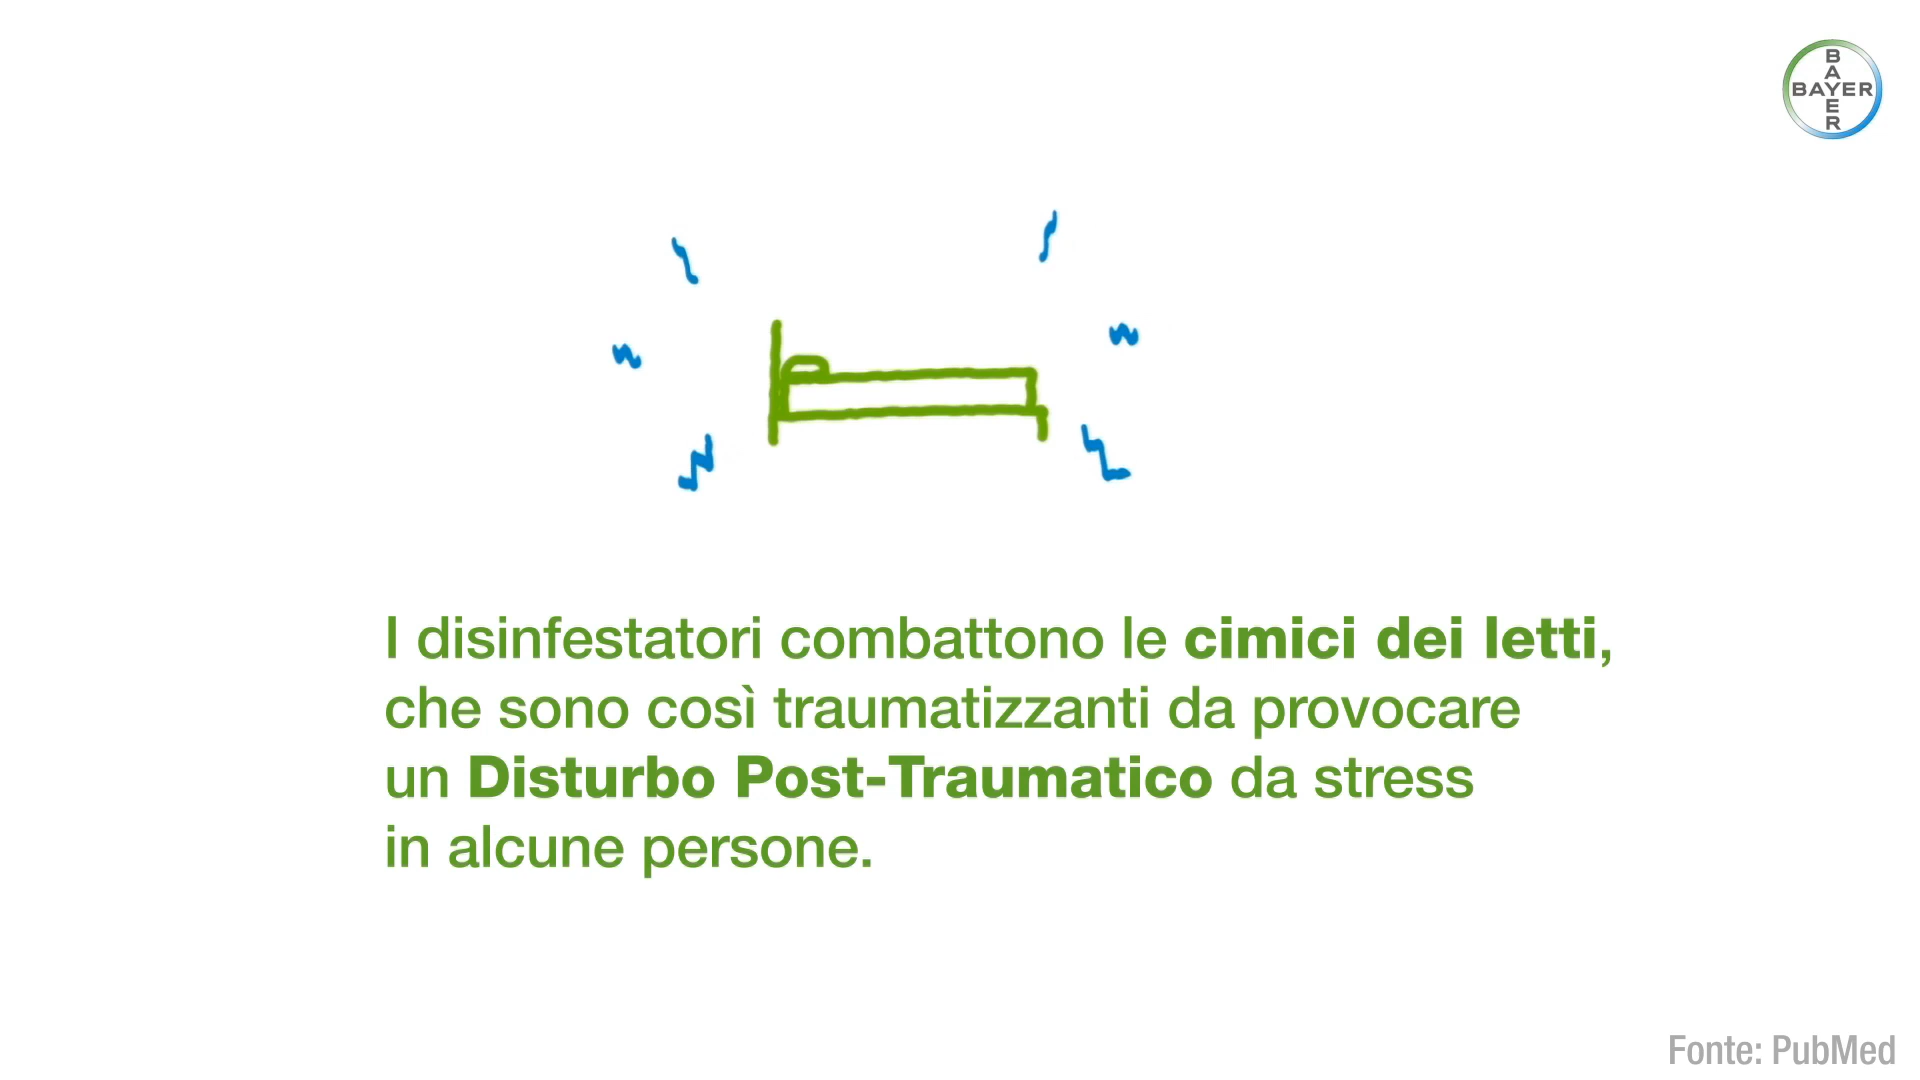 BAYER
BAYER
I disinfestatori combattono le cimici dei letti,
che sono così traumatizzanti da provocare
un Disturbo Post-Traumatico da stress
in alcune persone.
Fonte: PubMed